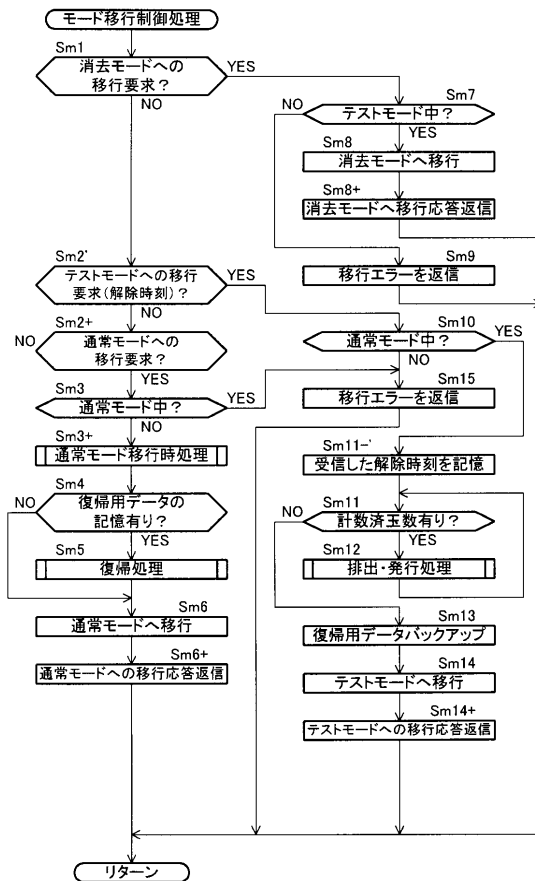 モード移行制御処理
Sm1
消去モードへの
移行要求？
YES
NO
Sm7
テストモード中？
NO
YES
Sm8
消去モードへ移行
Sm8+
消去モードへ移行応答返信
Sm9
移行エラーを返信
Sm2'
テストモードへの移行
要求(解除時刻)？
YES
NO
Sm2+
通常モードへの
移行要求？
NO
YES
Sm10
通常モード中？
YES
NO
Sm3
通常モード中？
YES
NO
Sm15
移行エラーを返信
Sm3+
通常モード移行時処理
Sm11-'
受信した解除時刻を記憶
Sm4
復帰用データの
記憶有り？
NO
YES
Sm11
計数済玉数有り？
NO
YES
Sm5
復帰処理
Sm12
排出・発行処理
Sm6
通常モードへ移行
Sm13
復帰用データバックアップ
Sm6+
通常モードへの移行応答返信
Sm14
テストモードへ移行
Sm14+
テストモードへの移行応答返信
リターン